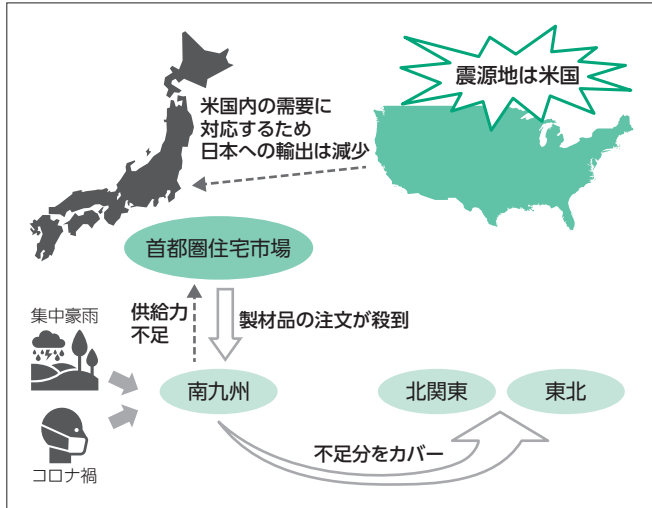 震源地は米国
米国内の需要に
対応するため
日本への輸出は減少
首都圏住宅市場
供給力
不足
製材品の注文が殺到
集中豪雨
南九州
北関東
東北
コロナ禍
不足分をカバー